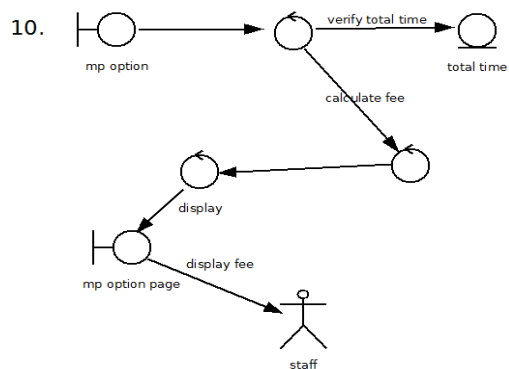 10.
verify total time
mp option
total time
calculate fee
display
display fee
mp option page
staff